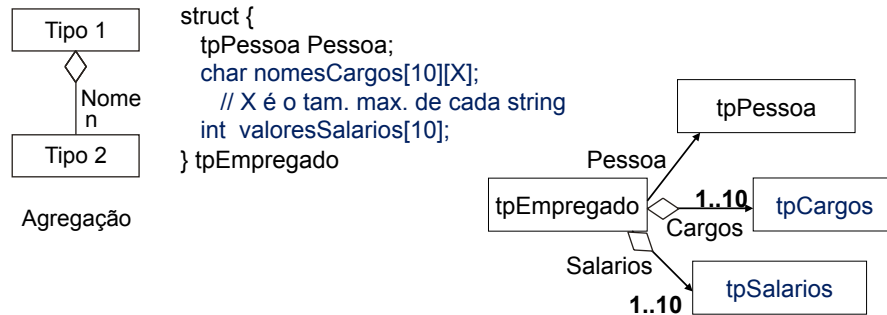 Tipo 1
Nome
n
Tipo 2
Agregação
struct {
tpPessoa Pessoa;
char nomesCargos[10][X];
// X é o tam. max. de cada string
int valoresSalarios[10];
} tpEmpregado
tpPessoa
Pessoa
tpEmpregado
1..10
Cargos
tpCargos
Salarios
1..10
tpSalarios